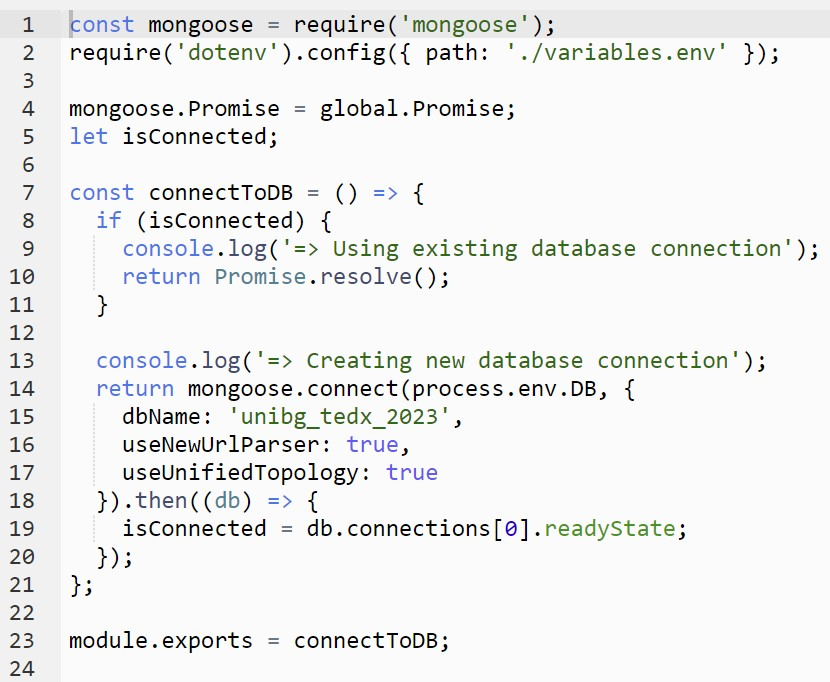 1 const mongoose = require('mongoose');
2 require('dotenv').config({ path: './variables.env' });
3
4 mongoose.Promise = global.Promise;
5 let isConnected;
6
7 const connectToDB = () => {
8   if (isConnected) {
9     console.log('=> Using existing database connection');
10     return Promise.resolve();
11   }
12
13   console.log('=> Creating new database connection');
14   return mongoose.connect(process.env.DB, {
15     dbName: 'unibg_tedx_2023',
16     useNewUrlParser: true,
17     useUnifiedTopology: true
18   }).then((db) => {
19     isConnected = db.connections[0].readyState;
20   });
21 };
22
23 module.exports = connectToDB;
24